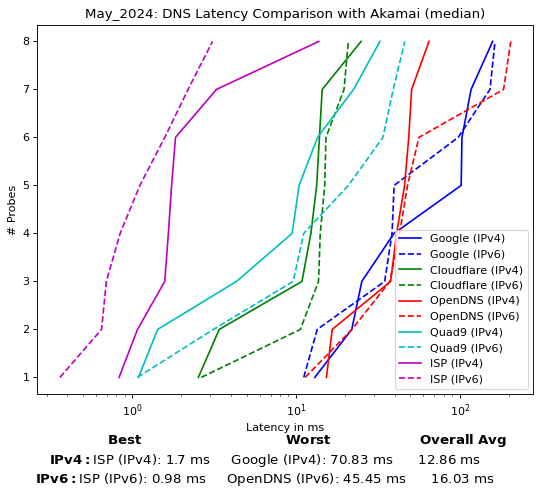 May_2024: DNS Latency Comparison with Akamai (median)
8
7
6
5
4
3
2
1
# Probes
10⁰
10¹
10²
Latency in ms
Google (IPv4)
Google (IPv6)
Cloudflare (IPv4)
Cloudflare (IPv6)
OpenDNS (IPv4)
OpenDNS (IPv6)
Quad9 (IPv4)
Quad9 (IPv6)
ISP (IPv4)
ISP (IPv6)
Best Worst Overall Avg
IPv4: ISP (IPv4): 1.7 ms Google (IPv4): 70.83 ms 12.86 ms
IPv6: ISP (IPv6): 0.98 ms OpenDNS (IPv6): 45.45 ms 16.03 ms